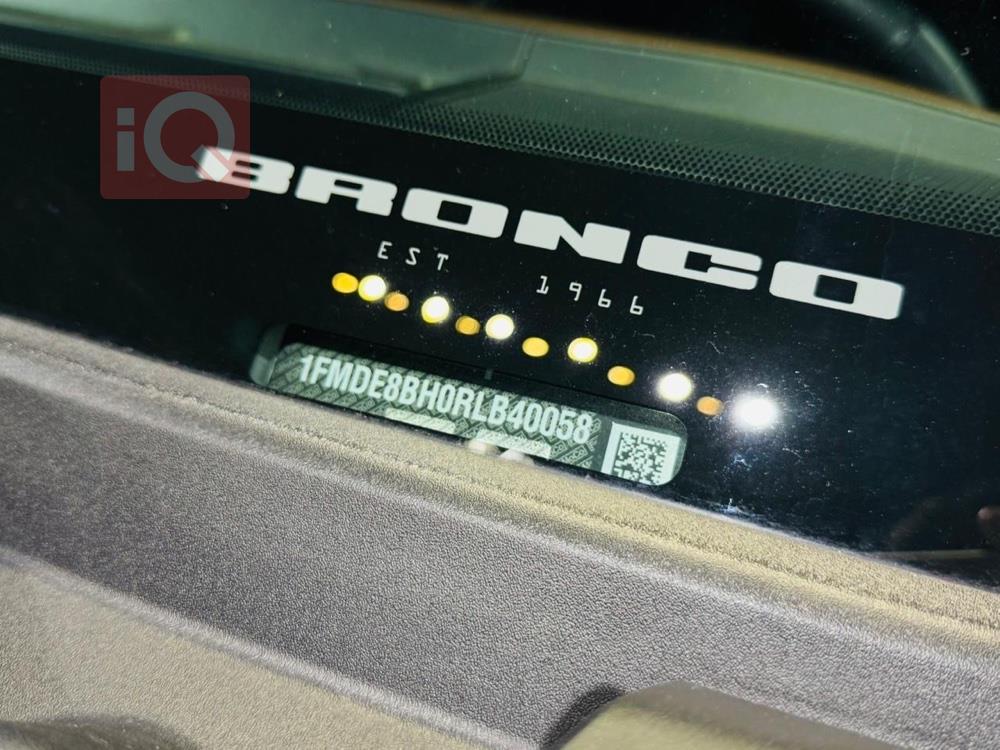 iQ
BRONCO
EST 1966
1FMDE8BH0RLB40058